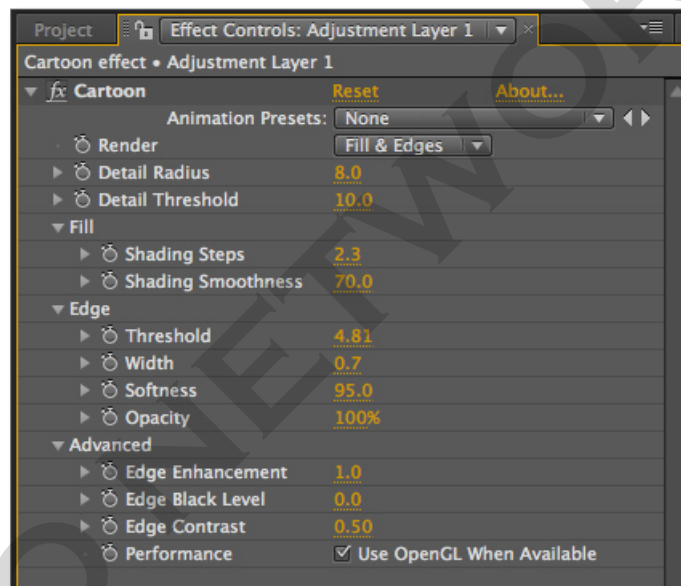 Project Effect Controls: Adjustment Layer 1
Cartoon effect • Adjustment Layer 1
fx Cartoon Reset About...
Animation Presets: None
Render Fill & Edges
Detail Radius 8.0
Detail Threshold 10.0
Fill
Shading Steps 2.3
Shading Smoothness 70.0
Edge
Threshold 4.81
Width 0.7
Softness 95.0
Opacity 100%
Advanced
Edge Enhancement 1.0
Edge Black Level 0.0
Edge Contrast 0.50
Performance Use OpenGL When Available